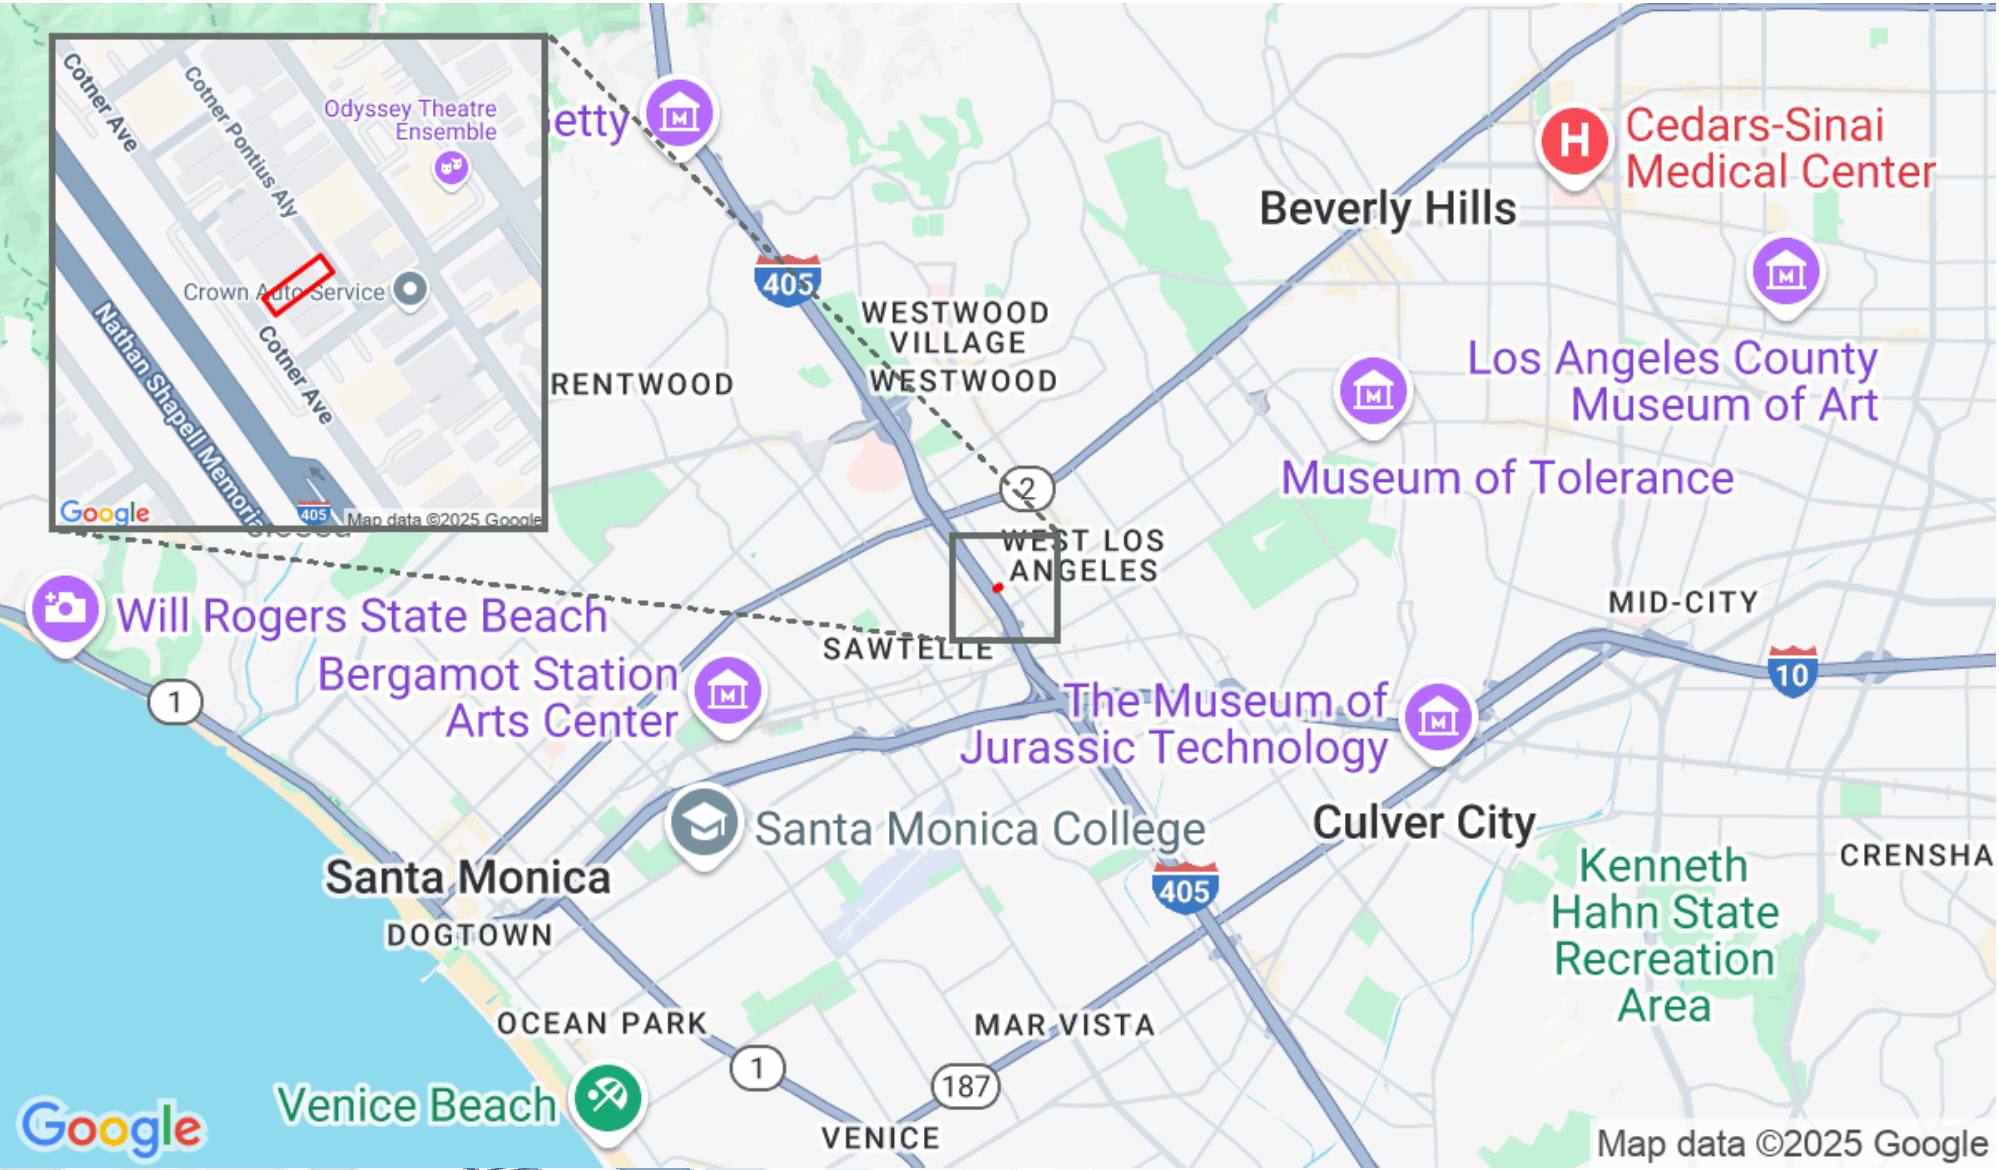 Cotner Ave
Cotner Pontius Aly
Odyssey Theatre
Ensemble
Crown Auto Service
Cotner Ave
Nathan Shapell Memorial
405
Google
Map data ©2025 Google
etty
405
WESTWOOD
VILLAGE
WESTWOOD
RENTWOOD
Beverly Hills
Cedars-Sinai
Medical Center
H
Los Angeles County
Museum of Art
Museum of Tolerance
2
WEST LOS
ANGELES
MID-CITY
10
Will Rogers State Beach
1
SAWTELLE
Bergamot Station
Arts Center
The Museum of
Jurassic Technology
Santa Monica College
Culver City
405
CRENSHA
Kenneth
Hahn State
Recreation
Area
Santa Monica
DOGTOWN
OCEAN PARK
MAR VISTA
1
187
Venice Beach
VENICE
Google
Map data ©2025 Google